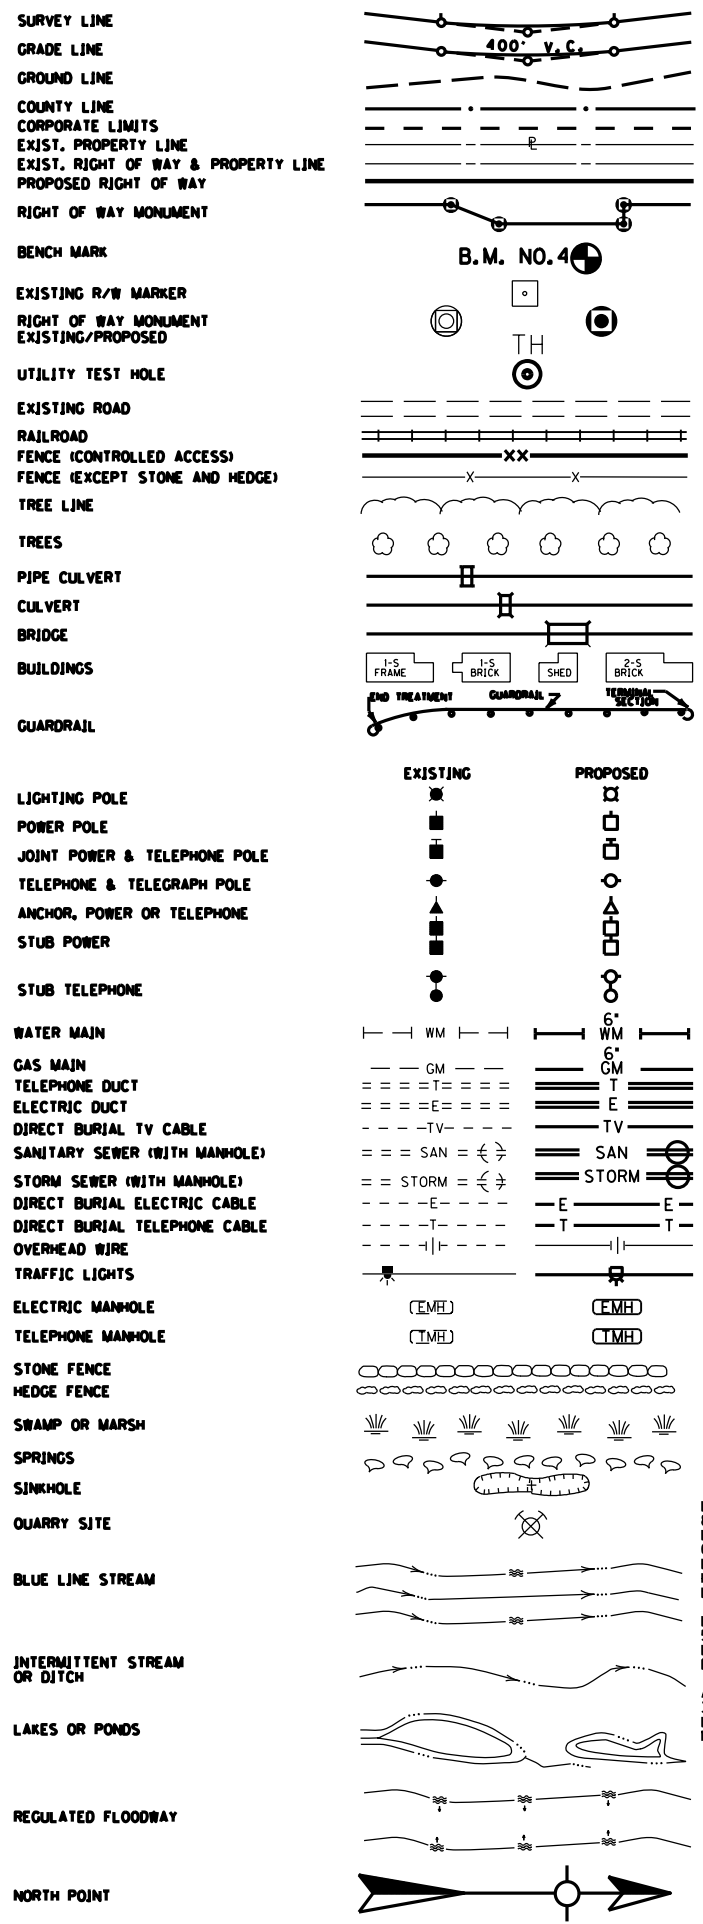 SURVEY LINE
GRADE LINE
400' V.C.
GROUND LINE
COUNTY LINE
CORPORATE LIMITS
EXIST. PROPERTY LINE
PL
EXIST. RIGHT OF WAY & PROPERTY LINE
PROPOSED RIGHT OF WAY
RIGHT OF WAY MONUMENT
BENCH MARK
B.M. NO.4
EXISTING R/W MARKER
RIGHT OF WAY MONUMENT
EXISTING/PROPOSED
TH
UTILITY TEST HOLE
EXISTING ROAD
RAILROAD
FENCE (CONTROLLED ACCESS)
XX
FENCE (EXCEPT STONE AND HEDGE)
X X
TREE LINE
TREES
PIPE CULVERT
CULVERT
BRIDGE
BUILDINGS
1-S FRAME
1-S BRICK
SHED
2-S BRICK
END TREATMENT GUARDRAIL TERMINAL SECTION
GUARDRAIL
EXISTING PROPOSED
LIGHTING POLE
POWER POLE
JOINT POWER & TELEPHONE POLE
TELEPHONE & TELEGRAPH POLE
ANCHOR, POWER OR TELEPHONE
STUB POWER
STUB TELEPHONE
6"
WATER MAIN WM WM
6"
GAS MAIN GM GM
TELEPHONE DUCT T T
ELECTRIC DUCT E E
DIRECT BURIAL TV CABLE TV TV
SANITARY SEWER (WITH MANHOLE) SAN SAN
STORM SEWER (WITH MANHOLE) STORM STORM
DIRECT BURIAL ELECTRIC CABLE E E E
DIRECT BURIAL TELEPHONE CABLE T T T
OVERHEAD WIRE
TRAFFIC LIGHTS
ELECTRIC MANHOLE EMH EMH
TELEPHONE MANHOLE TMH TMH
STONE FENCE
HEDGE FENCE
SWAMP OR MARSH
SPRINGS
SINKHOLE
QUARRY SITE
BLUE LINE STREAM
INTERMITTENT STREAM
OR DITCH
LAKES OR PONDS
REGULATED FLOODWAY
NORTH POINT